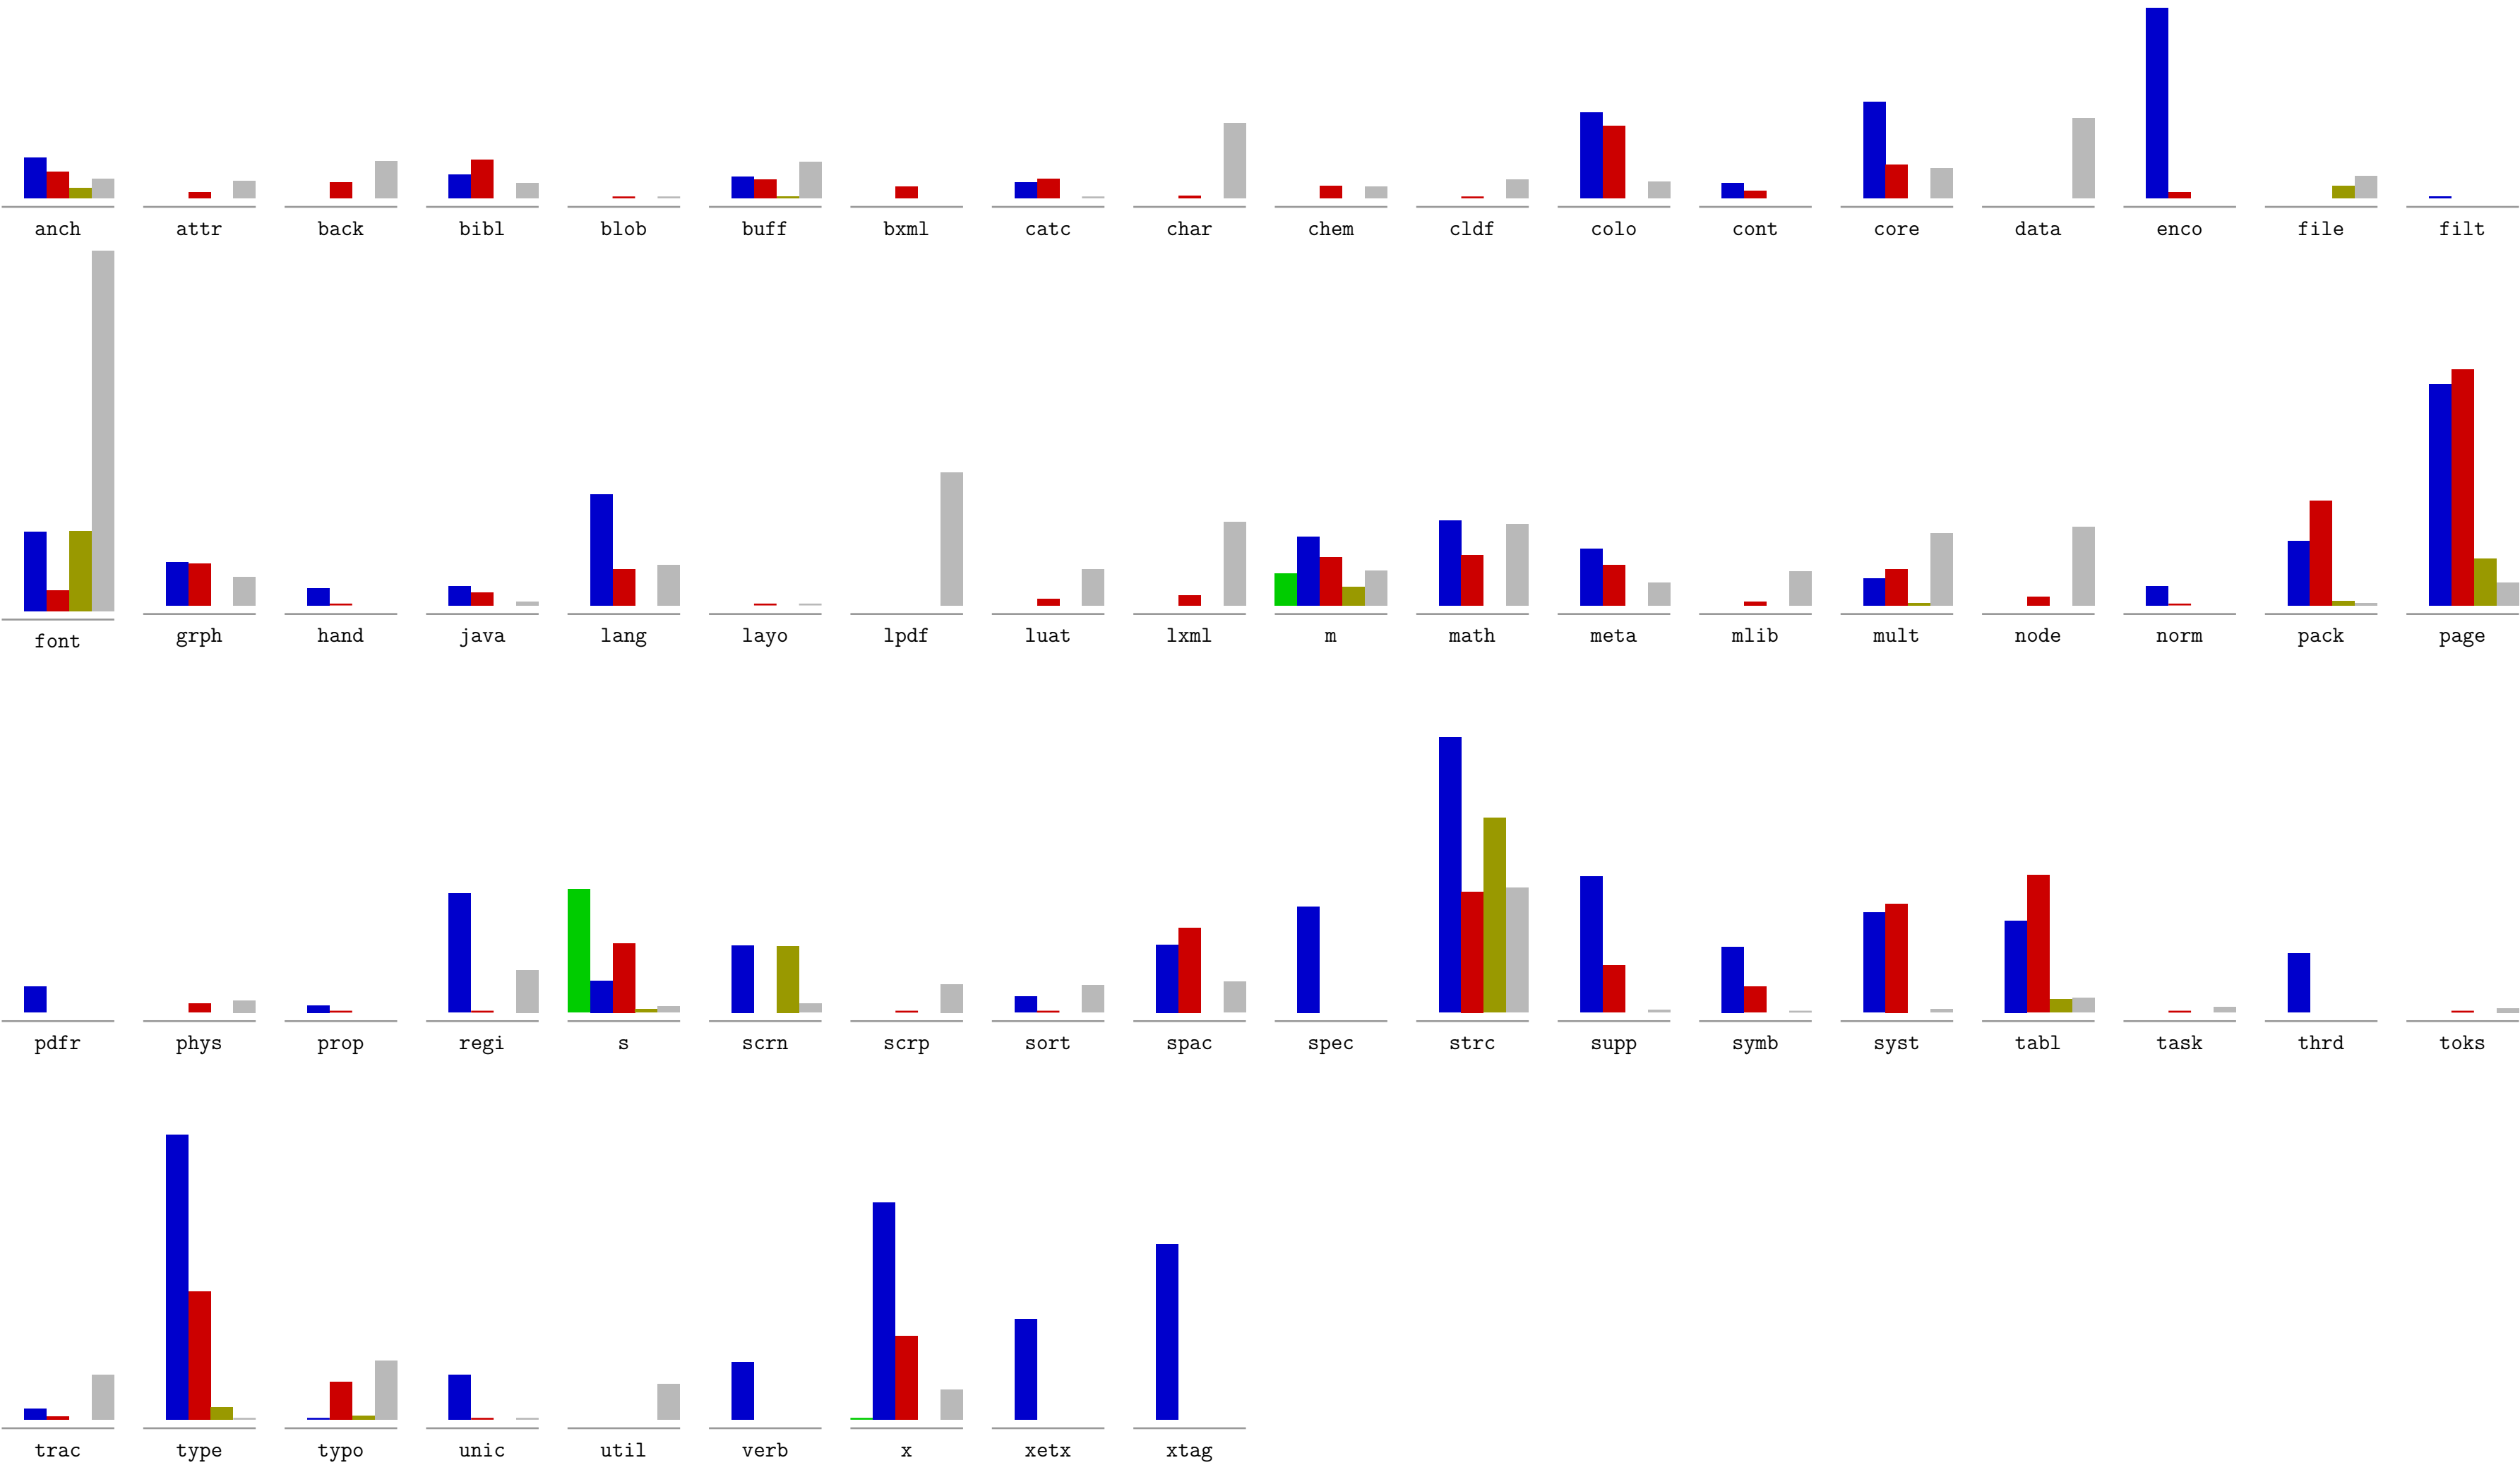 anch attr back bibl blob buff bxml catc char chem cldf colo cont core data enco file filt
font grph hand java lang layo lpdf luat lxml m math meta mlib mult node norm pack page
pdfr phys prop regi s scrn scrp sort spac spec strc supp symb syst tabl task thrd toks
trac type typo unic util verb x xetx xtag